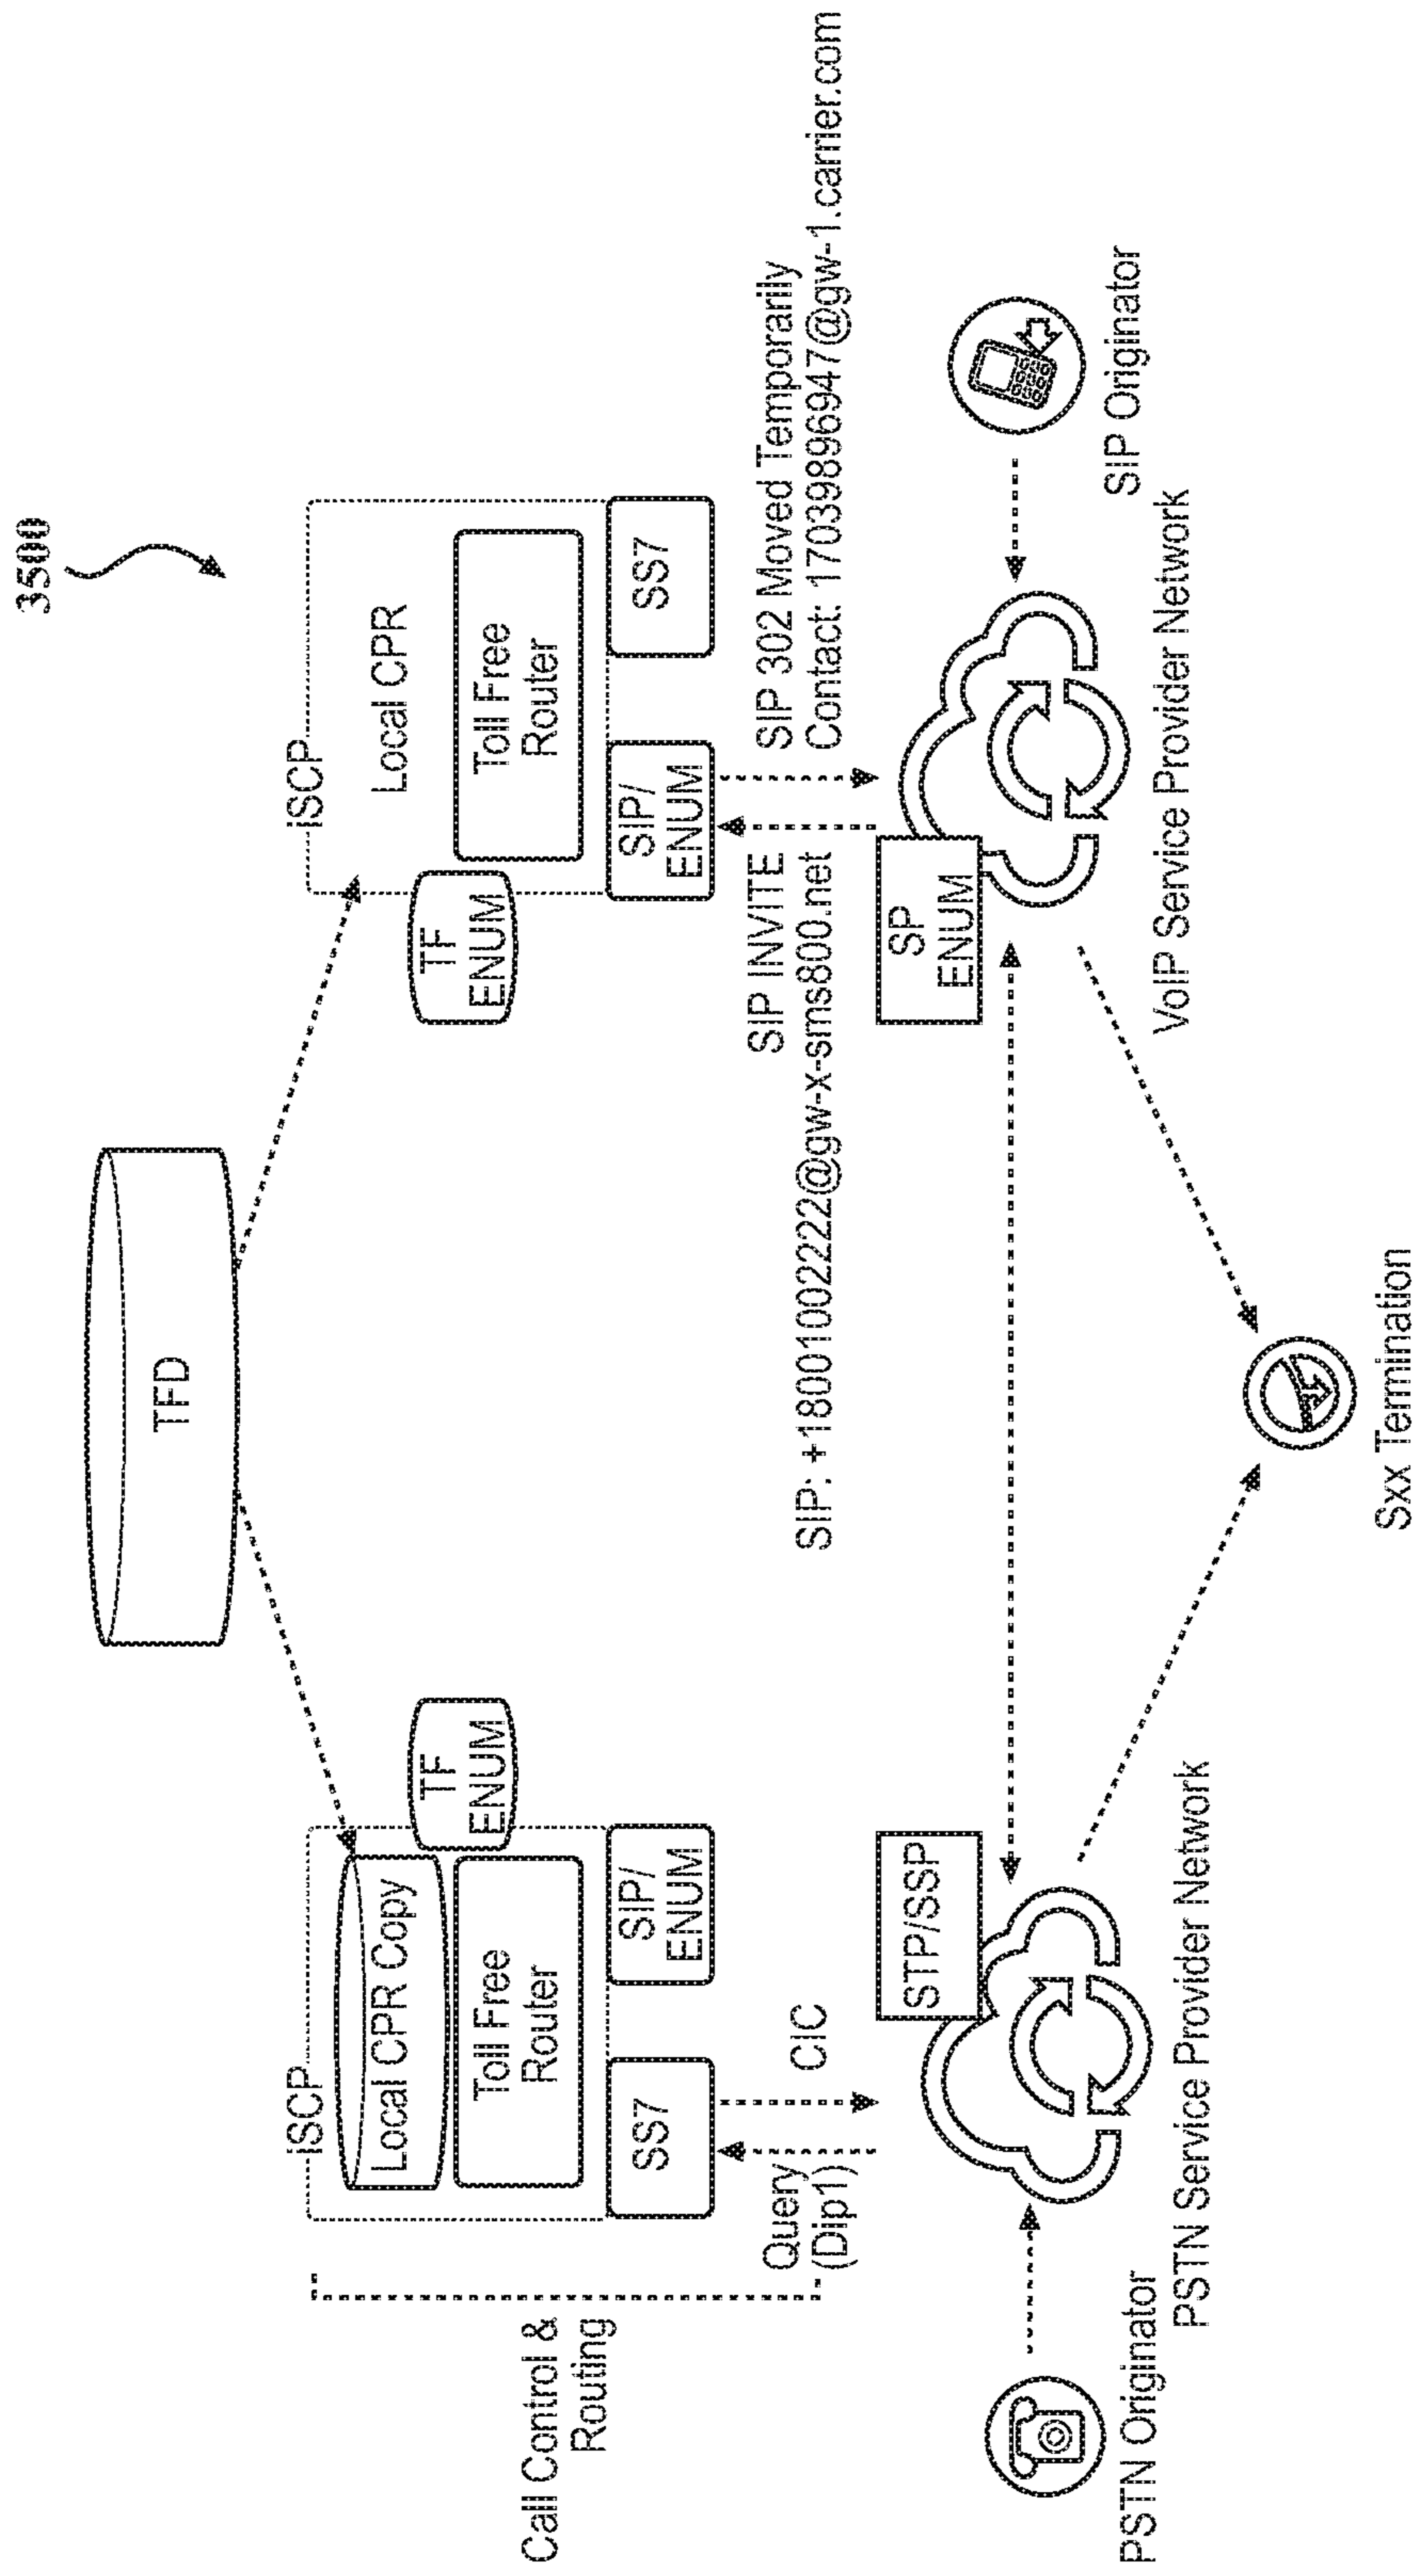 3500
TFD
iSCP
Local CPR Copy
Toll Free
Router
TF
ENUM
SS7
SIP/
ENUM
Call Control &
Routing
Query
(Dip1)
CIC
iSCP
Local CPR
Toll Free
Router
TF
ENUM
SIP/
ENUM
SS7
SIP INVITE
SIP: +18001002222@gw-x-sms800.net
SIP 302 Moved Temporarily
Contact: 17039896947@gw-1.carrier.com
STP/SSP
SP
ENUM
PSTN Originator
PSTN Service Provider Network
VoIP Service Provider Network
SIP Originator
Sxx Termination